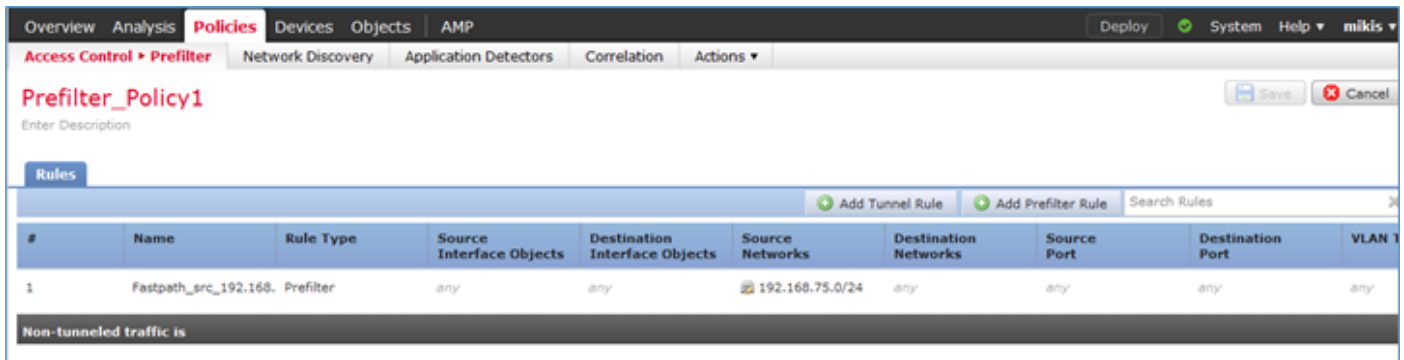 Overview Analysis Policies Devices Objects AMP Deploy System Help ▾ mikis ▾
Access Control ▸ Prefilter Network Discovery Application Detectors Correlation Actions ▾
Prefilter_Policy1
Save Cancel
Enter Description
Rules
Add Tunnel Rule Add Prefilter Rule Search Rules
# Name Rule Type Source Interface Objects Destination Interface Objects Source Networks Destination Networks Source Port Destination Port VLAN T
1 Fastpath_src_192.168. Prefilter any any 192.168.75.0/24 any any any any
Non-tunneled traffic is